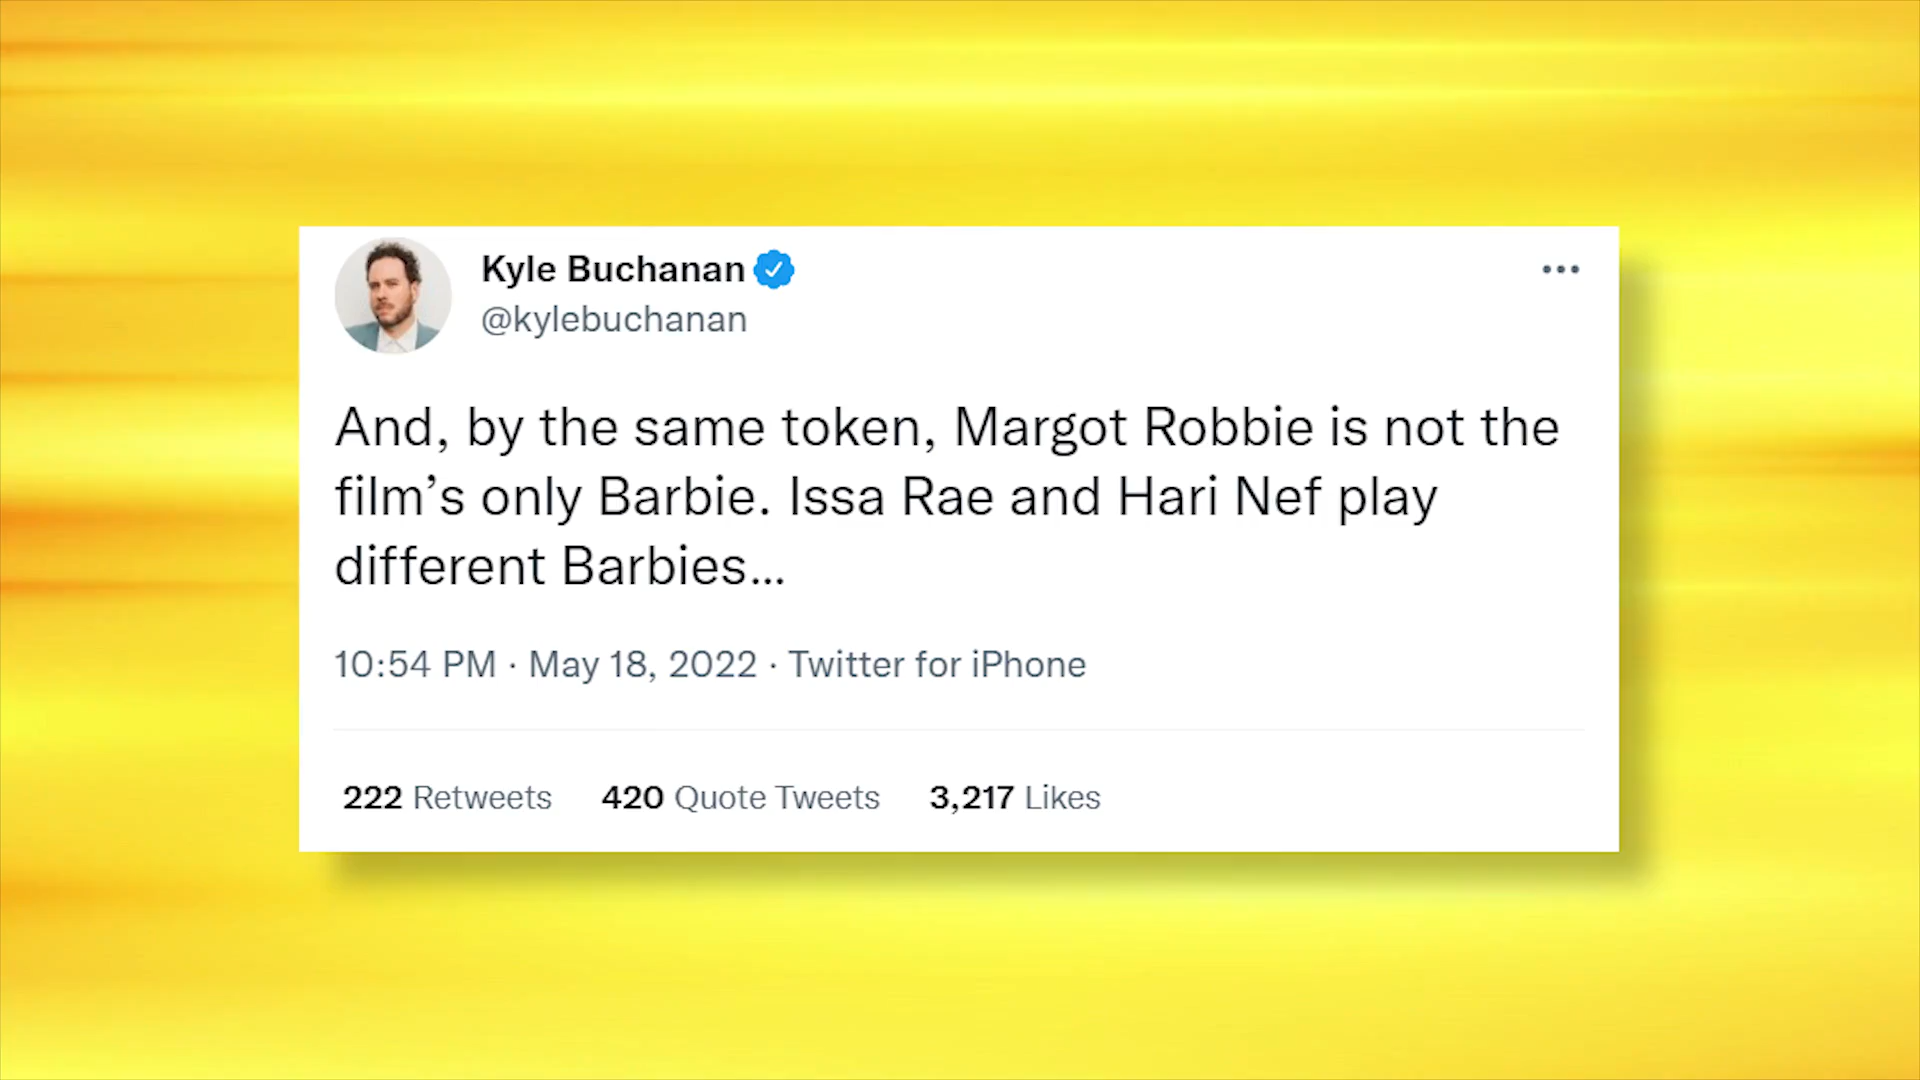 Kyle Buchanan
@kylebuchanan
And, by the same token, Margot Robbie is not the
film’s only Barbie. Issa Rae and Hari Nef play
different Barbies...
10:54 PM · May 18, 2022 · Twitter for iPhone
222 Retweets 420 Quote Tweets 3,217 Likes